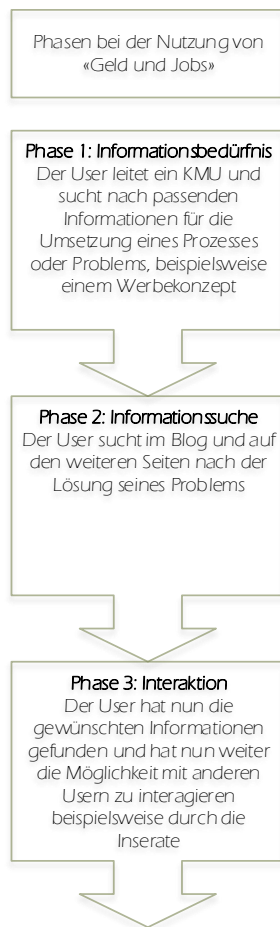 Phasen bei der Nutzung von
«Geld und Jobs»
Phase 1: Informationsbedürfnis
Der User leitet ein KMU und
sucht nach passenden
Informationen für die
Umsetzung eines Prozesses
oder Problems, beispielsweise
einem Werbekonzept
Phase 2: Informationssuche
Der User sucht im Blog und auf
den weiteren Seiten nach der
Lösung seines Problems
Phase 3: Interaktion
Der User hat nun die
gewünschten Informationen
gefunden und hat nun weiter
die Möglichkeit mit anderen
Usern zu interagieren
beispielsweise durch die
Inserate